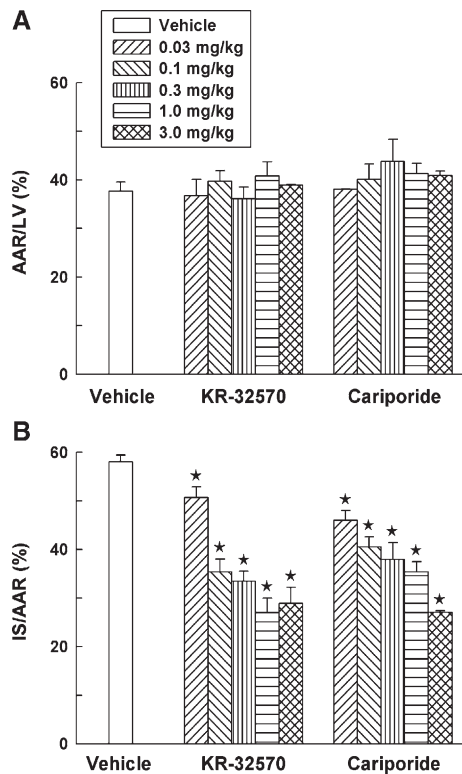 A
Vehicle
0.03 mg/kg
0.1 mg/kg
0.3 mg/kg
1.0 mg/kg
3.0 mg/kg
AAR/LV (%)
60
40
20
0
Vehicle KR-32570 Cariporide
B
IS/AAR (%)
60
40
20
0
Vehicle KR-32570 Cariporide